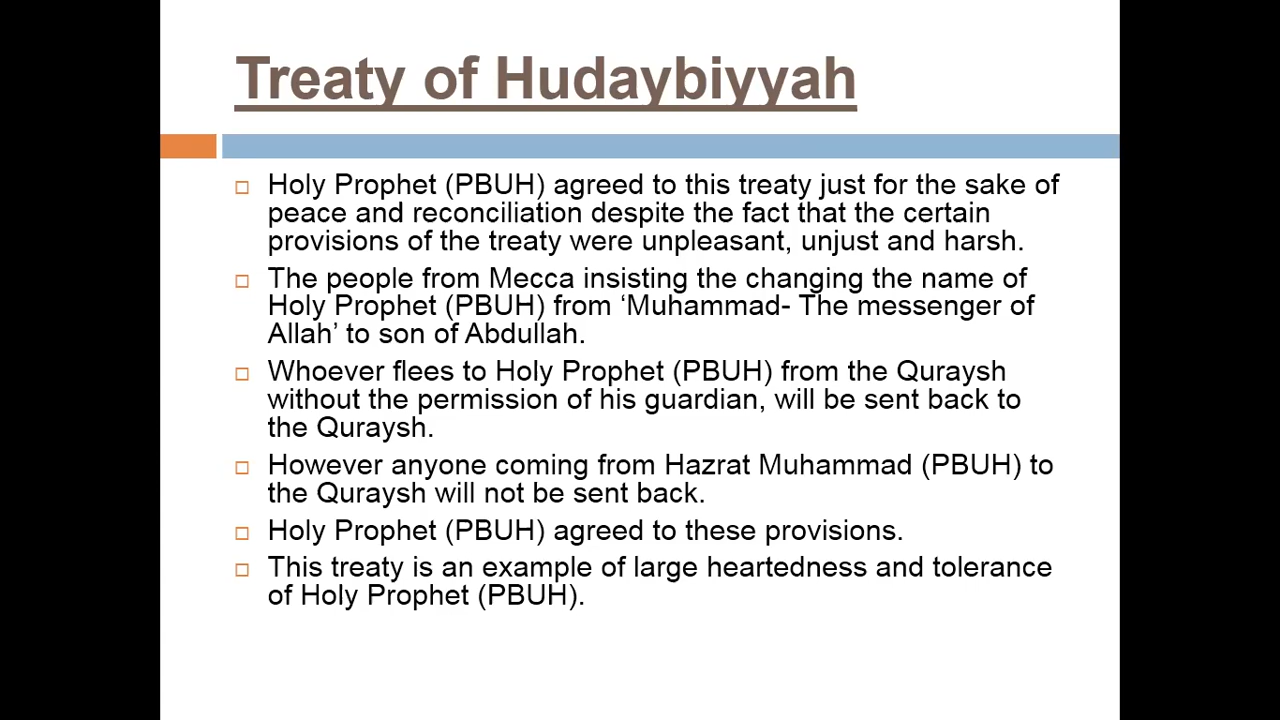 Treaty of Hudaybiyyah
Holy Prophet (PBUH) agreed to this treaty just for the sake of
peace and reconciliation despite the fact that the certain
provisions of the treaty were unpleasant, unjust and harsh.
The people from Mecca insisting the changing the name of
Holy Prophet (PBUH) from ‘Muhammad- The messenger of
Allah’ to son of Abdullah.
Whoever flees to Holy Prophet (PBUH) from the Quraysh
without the permission of his guardian, will be sent back to
the Quraysh.
However anyone coming from Hazrat Muhammad (PBUH) to
the Quraysh will not be sent back.
Holy Prophet (PBUH) agreed to these provisions.
This treaty is an example of large heartedness and tolerance
of Holy Prophet (PBUH).